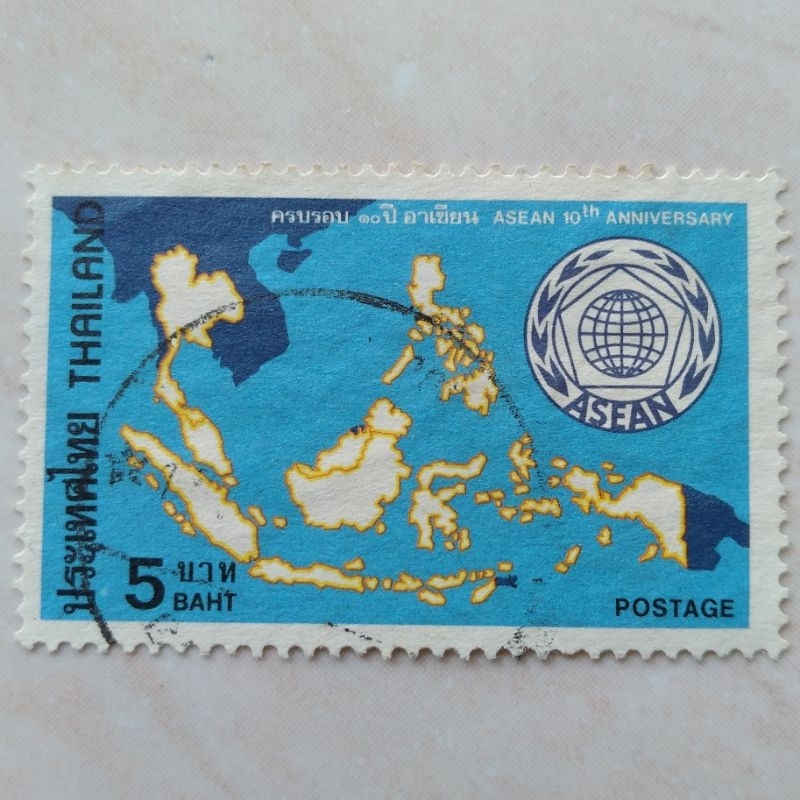 ครบรอบ ๑๐ ปี อาเซียน ASEAN 10th ANNIVERSARY
ประเทศไทย THAILAND
ASEAN
5 บาท
BAHT
POSTAGE